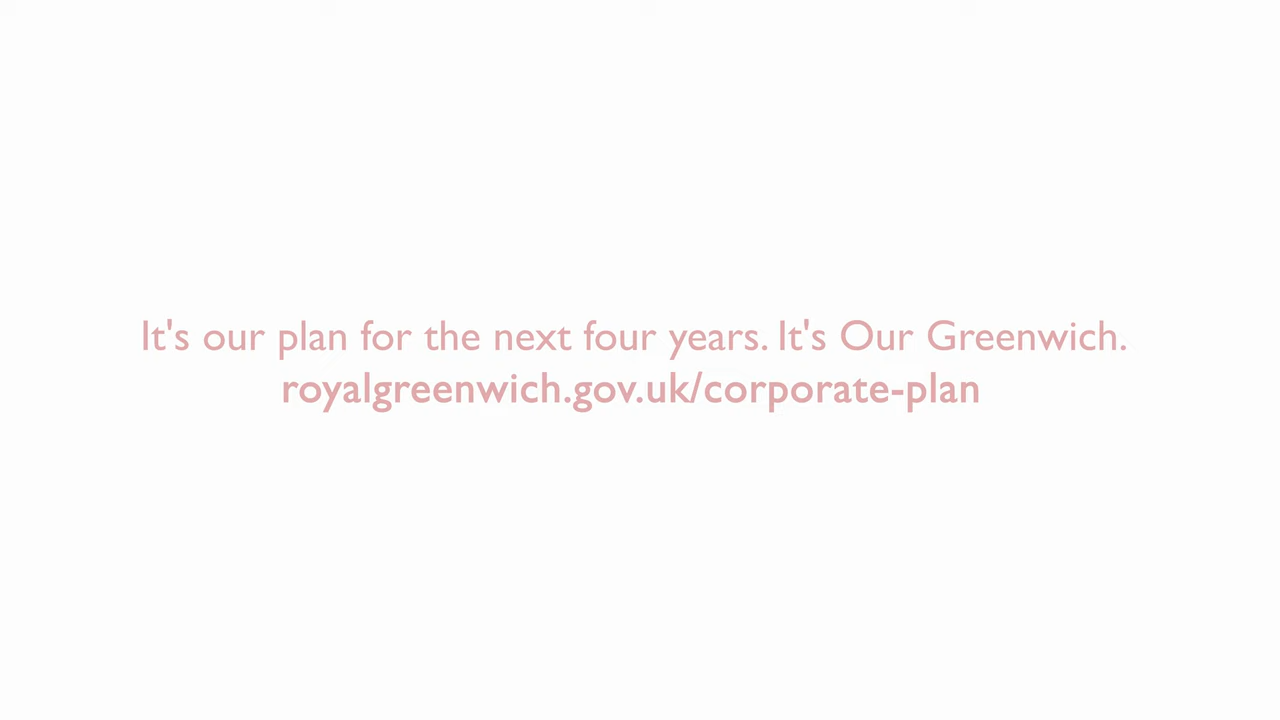 It's our plan for the next four years. It's Our Greenwich.
royalgreenwich.gov.uk/corporate-plan